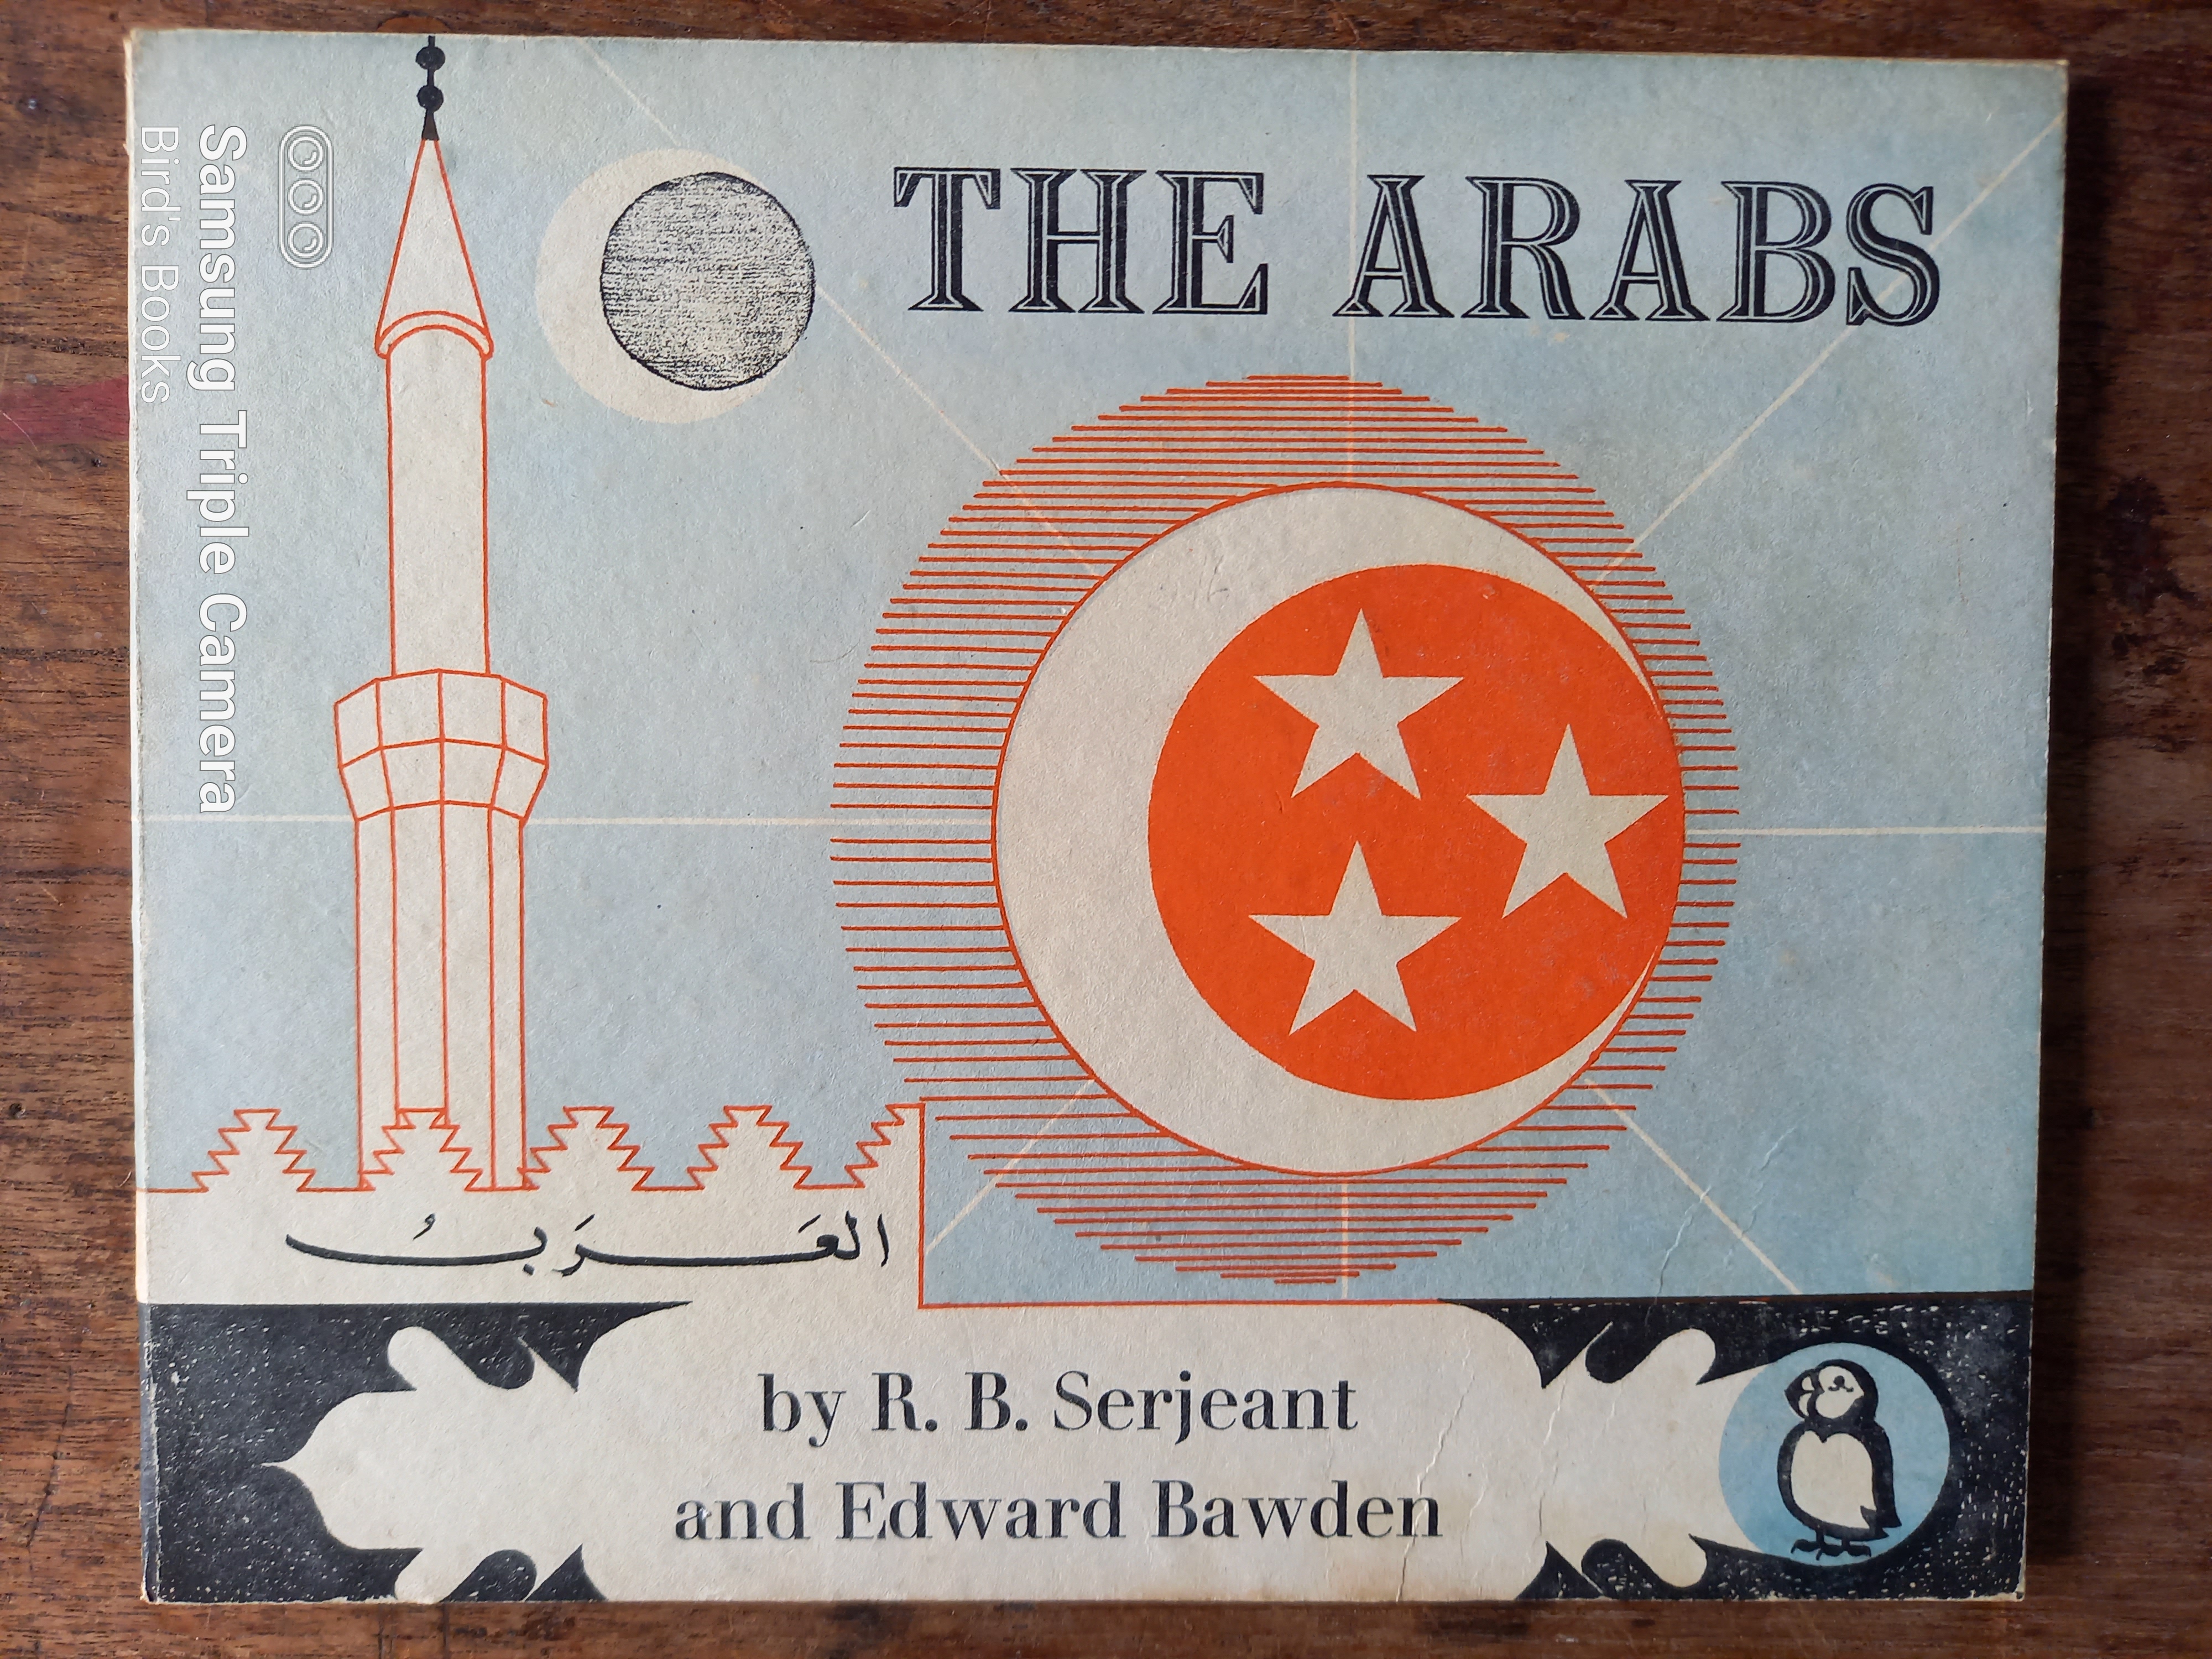 THE ARABS
العَرَبُ
by R. B. Serjeant
and Edward Bawden
Samsung Triple Camera
Bird's Books